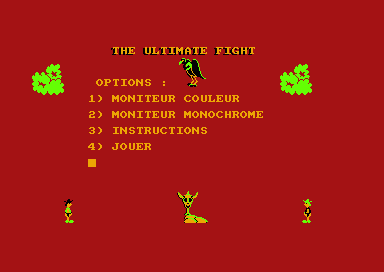 THE ULTIMATE FIGHT
OPTIONS :
1) MONITEUR COULEUR
2) MONITEUR MONOCHROME
3) INSTRUCTIONS
4) JOUER